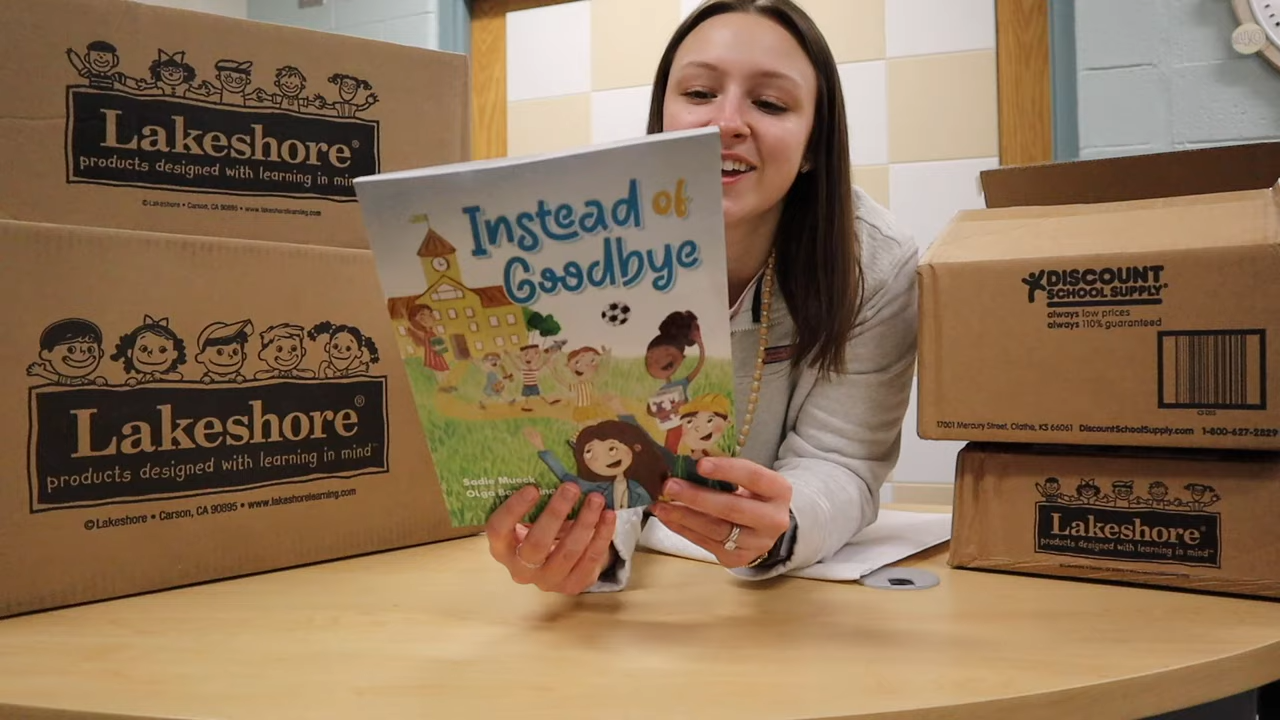 Lakeshore®
products designed with learning in min
©Lakeshore • Carson, CA 90895 • www.lakeshorelearning.com
Lakeshore®
products designed with learning in mind™
©Lakeshore • Carson, CA 90895 • www.lakeshorelearning.com
Instead of
Goodbye
Sadie Mueck
Olga
DISCOUNT
SCHOOL SUPPLY®
always low prices
always 110% guaranteed
17001 Mercury Street, Olathe, KS 66061 DiscountSchoolSupply.com 1-800-627-2829
Lakeshore®
products designed with learning in mind™